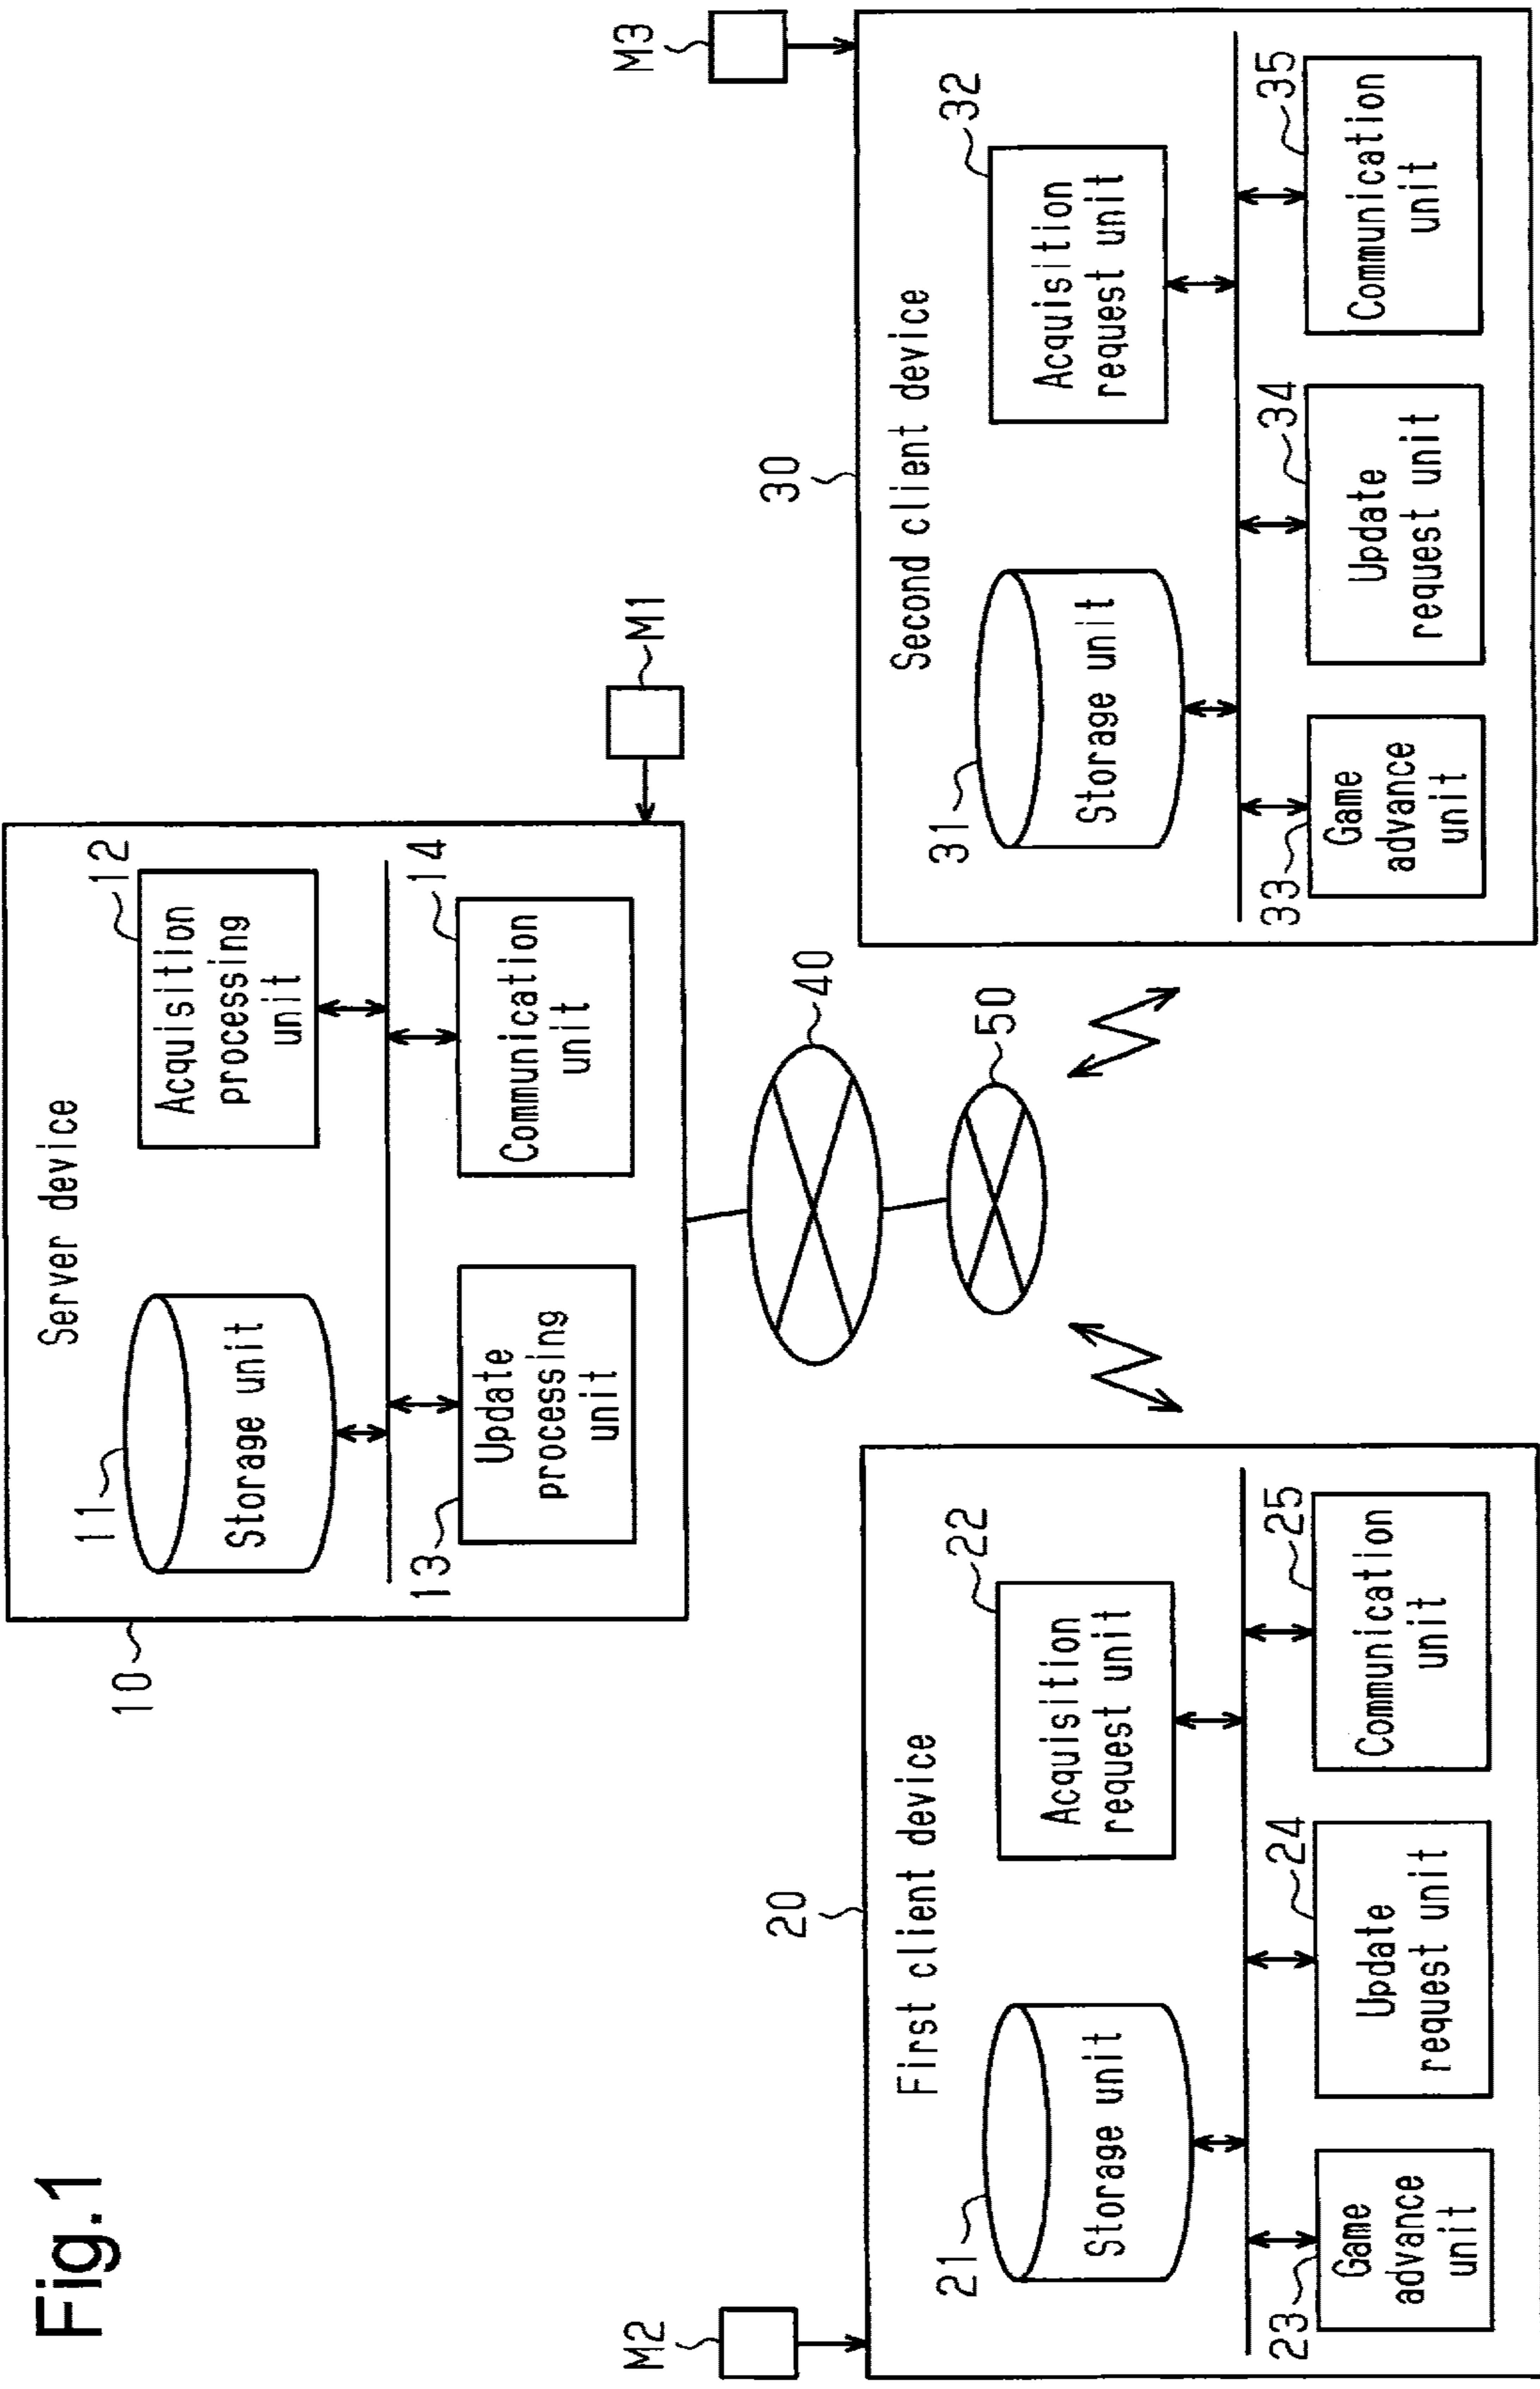 Fig.1
10
Server device
11
Storage unit
12
Acquisition
processing
unit
13
Update
processing
unit
14
Communication
unit
M1
40
50
M2
20
First client device
21
Storage unit
22
Acquisition
request unit
23
Game
advance
unit
24
Update
request unit
25
Communication
unit
M3
30
Second client device
31
Storage unit
32
Acquisition
request unit
33
Game
advance
unit
34
Update
request unit
35
Communication
unit